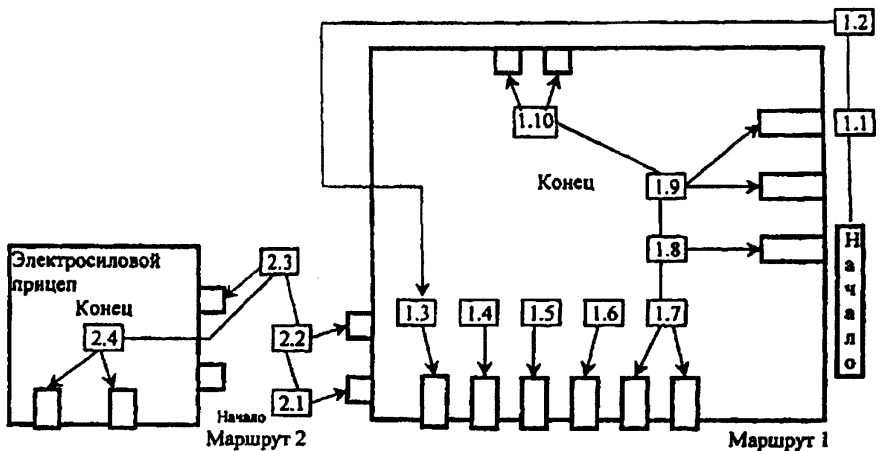 1.2
1.10
1.1
Конец
1.9
1.8
Начало
Электросиловой
прицеп
Конец
2.3
2.4
2.2
2.1
1.3
1.4
1.5
1.6
1.7
Начало
Маршрут 2
Маршрут 1